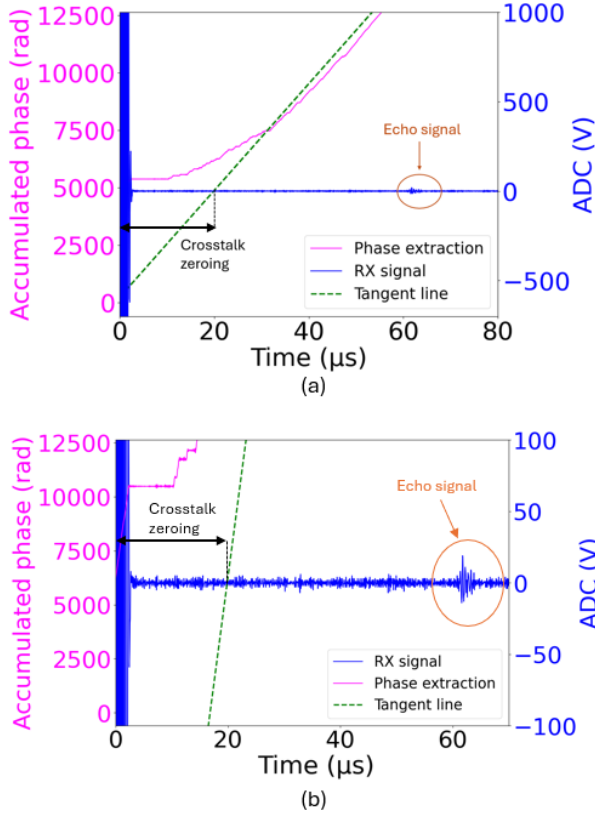 Accumulated phase (rad)
12500
10000
7500
5000
2500
0
1000
500
0
−500
ADC (V)
Echo signal
Crosstalk
zeroing
Phase extraction
RX signal
Tangent line
0
20
40
60
80
Time (µs)
(a)
Accumulated phase (rad)
12500
10000
7500
5000
2500
0
100
50
0
−50
−100
ADC (V)
Echo signal
Crosstalk
zeroing
RX signal
Phase extraction
Tangent line
0
20
40
60
Time (µs)
(b)